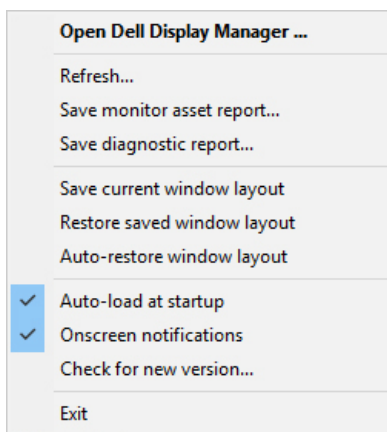 Open Dell Display Manager ...
Refresh...
Save monitor asset report...
Save diagnostic report...
Save current window layout
Restore saved window layout
Auto-restore window layout
Auto-load at startup
Onscreen notifications
Check for new version...
Exit